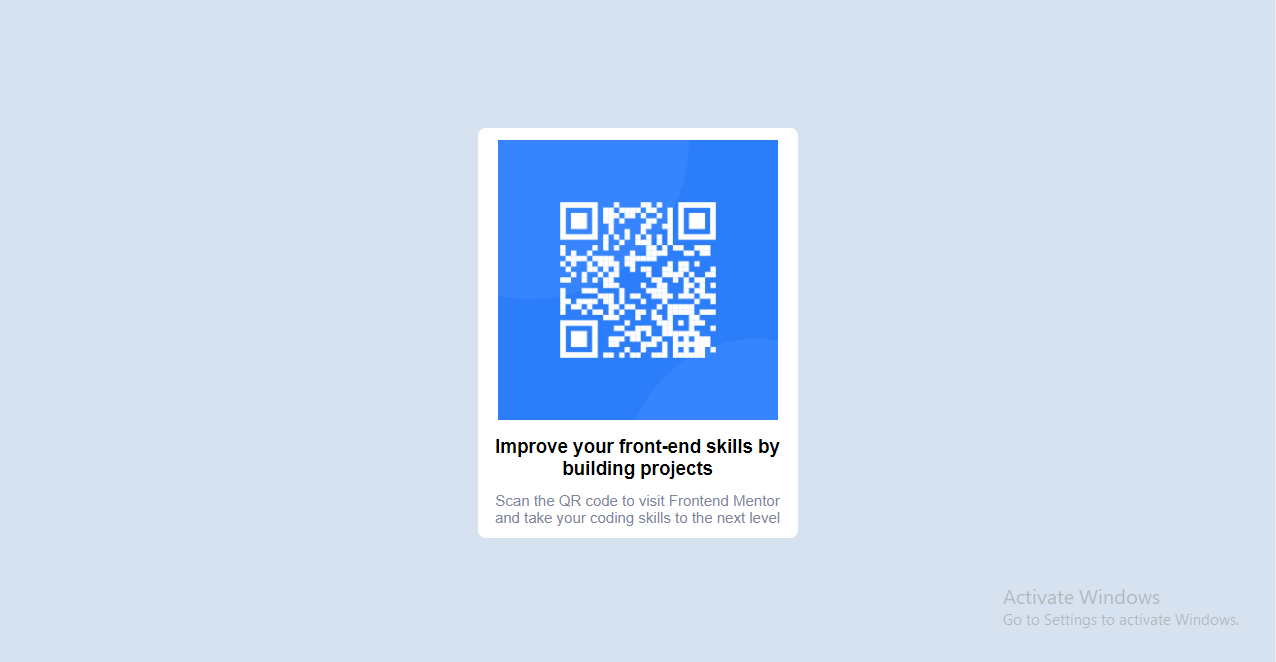 Improve your front-end skills by
building projects
Scan the QR code to visit Frontend Mentor
and take your coding skills to the next level
Activate Windows
Go to Settings to activate Windows.